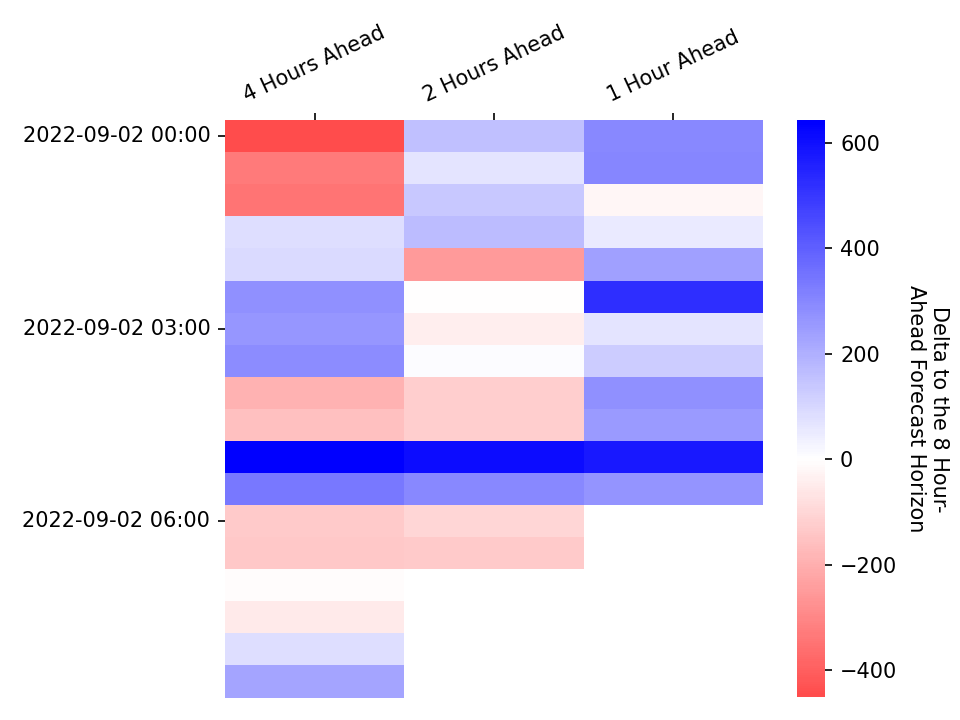 4 Hours Ahead
2 Hours Ahead
1 Hour Ahead
2022-09-02 00:00
2022-09-02 03:00
2022-09-02 06:00
600
400
200
0
−200
−400
Delta to the 8 Hour-
Ahead Forecast Horizon